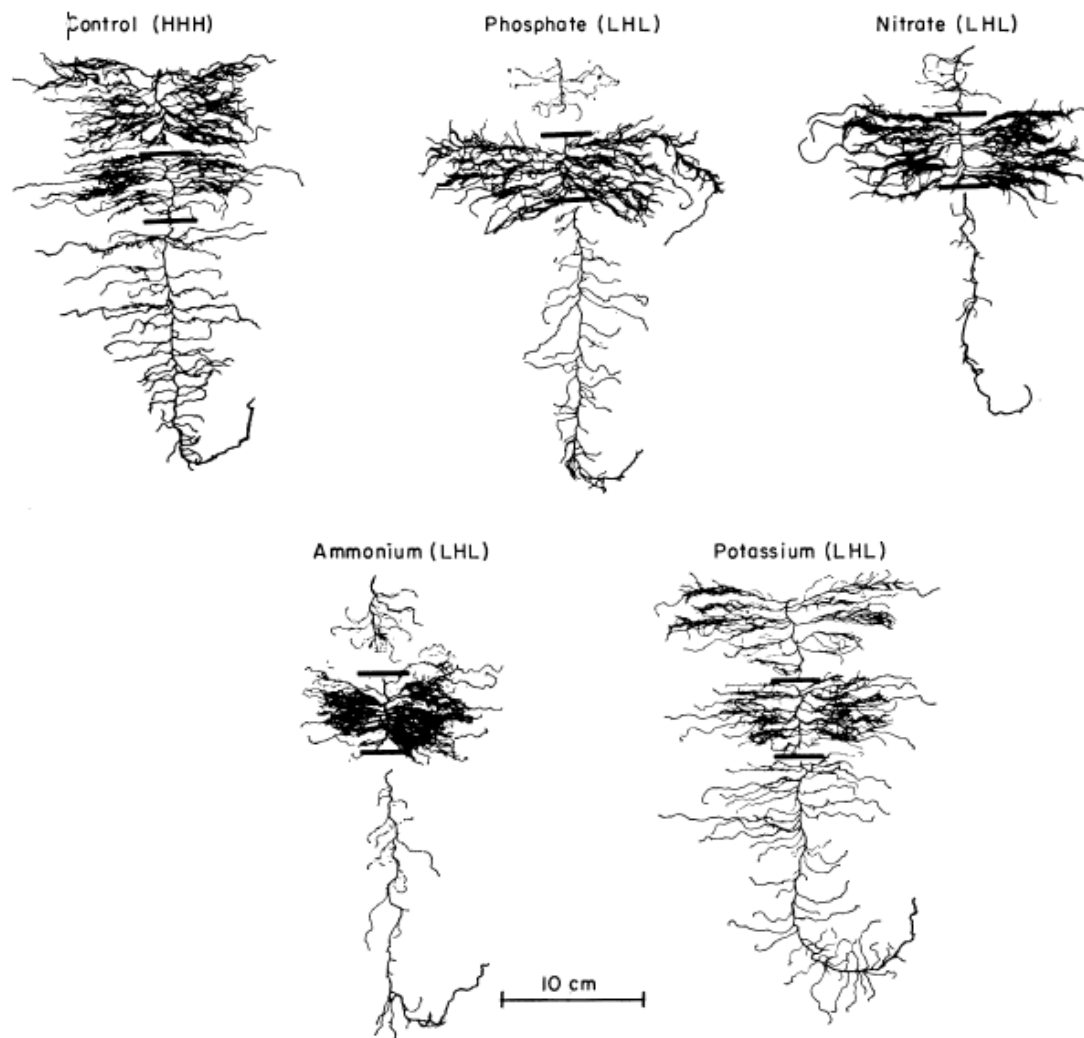 Control (HHH)
Phosphate (LHL)
Nitrate (LHL)
Ammonium (LHL)
Potassium (LHL)
10 cm